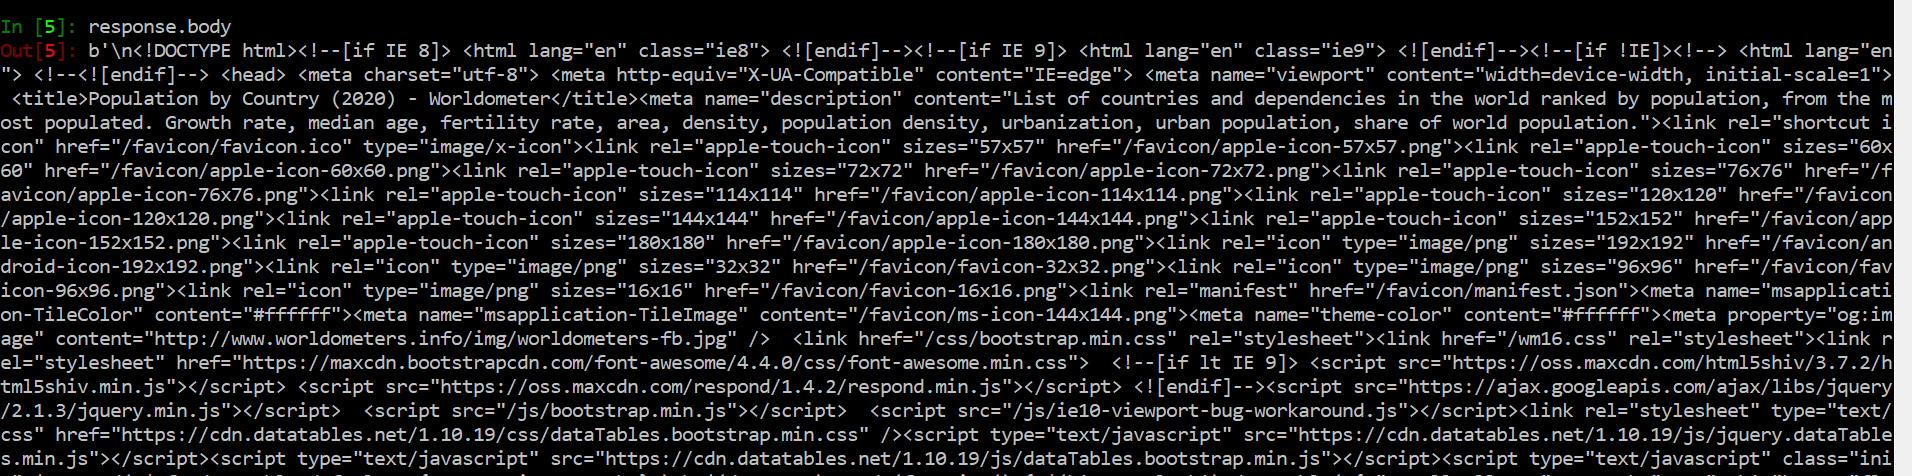 In [5]: response.body
Out[5]: b'\n<!DOCTYPE html><!--[if IE 8]> <html lang="en" class="ie8"> <![endif]--><!--[if IE 9]> <html lang="en" class="ie9"> <![endif]--><!--[if !IE]><!--> <html lang="en
"> <!--<![endif]--> <head> <meta charset="utf-8"> <meta http-equiv="X-UA-Compatible" content="IE=edge"> <meta name="viewport" content="width=device-width, initial-scale=1">
<title>Population by Country (2020) - Worldometer</title><meta name="description" content="List of countries and dependencies in the world ranked by population, from the m
ost populated. Growth rate, median age, fertility rate, area, density, population density, urbanization, urban population, share of world population."><link rel="shortcut i
con" href="/favicon/favicon.ico" type="image/x-icon"><link rel="apple-touch-icon" sizes="57x57" href="/favicon/apple-icon-57x57.png"><link rel="apple-touch-icon" sizes="60x
60" href="/favicon/apple-icon-60x60.png"><link rel="apple-touch-icon" sizes="72x72" href="/favicon/apple-icon-72x72.png"><link rel="apple-touch-icon" sizes="76x76" href="/f
avicon/apple-icon-76x76.png"><link rel="apple-touch-icon" sizes="114x114" href="/favicon/apple-icon-114x114.png"><link rel="apple-touch-icon" sizes="120x120" href="/favicon
/apple-icon-120x120.png"><link rel="apple-touch-icon" sizes="144x144" href="/favicon/apple-icon-144x144.png"><link rel="apple-touch-icon" sizes="152x152" href="/favicon/app
le-icon-152x152.png"><link rel="apple-touch-icon" sizes="180x180" href="/favicon/apple-icon-180x180.png"><link rel="icon" type="image/png" sizes="192x192" href="/favicon/an
droid-icon-192x192.png"><link rel="icon" type="image/png" sizes="32x32" href="/favicon/favicon-32x32.png"><link rel="icon" type="image/png" sizes="96x96" href="/favicon/fav
icon-96x96.png"><link rel="icon" type="image/png" sizes="16x16" href="/favicon/favicon-16x16.png"><link rel="manifest" href="/favicon/manifest.json"><meta name="msapplicati
on-TileColor" content="#ffffff"><meta name="msapplication-TileImage" content="/favicon/ms-icon-144x144.png"><meta name="theme-color" content="#ffffff"><meta property="og:im
age" content="http://www.worldometers.info/img/worldometers-fb.jpg" />  <link href="/css/bootstrap.min.css" rel="stylesheet"><link href="/wm16.css" rel="stylesheet"><link r
el="stylesheet" href="https://maxcdn.bootstrapcdn.com/font-awesome/4.4.0/css/font-awesome.min.css">  <!--[if lt IE 9]> <script src="https://oss.maxcdn.com/html5shiv/3.7.2/h
tml5shiv.min.js"></script> <script src="https://oss.maxcdn.com/respond/1.4.2/respond.min.js"></script> <![endif]--><script src="https://ajax.googleapis.com/ajax/libs/jquery
/2.1.3/jquery.min.js"></script>  <script src="/js/bootstrap.min.js"></script>  <script src="/js/ie10-viewport-bug-workaround.js"></script><link rel="stylesheet" type="text/
css" href="https://cdn.datatables.net/1.10.19/css/dataTables.bootstrap.min.css" /><script type="text/javascript" src="https://cdn.datatables.net/1.10.19/js/jquery.dataTable
s.min.js"></script><script type="text/javascript" src="https://cdn.datatables.net/1.10.19/js/dataTables.bootstrap.min.js"></script><script type="text/javascript" class="ini